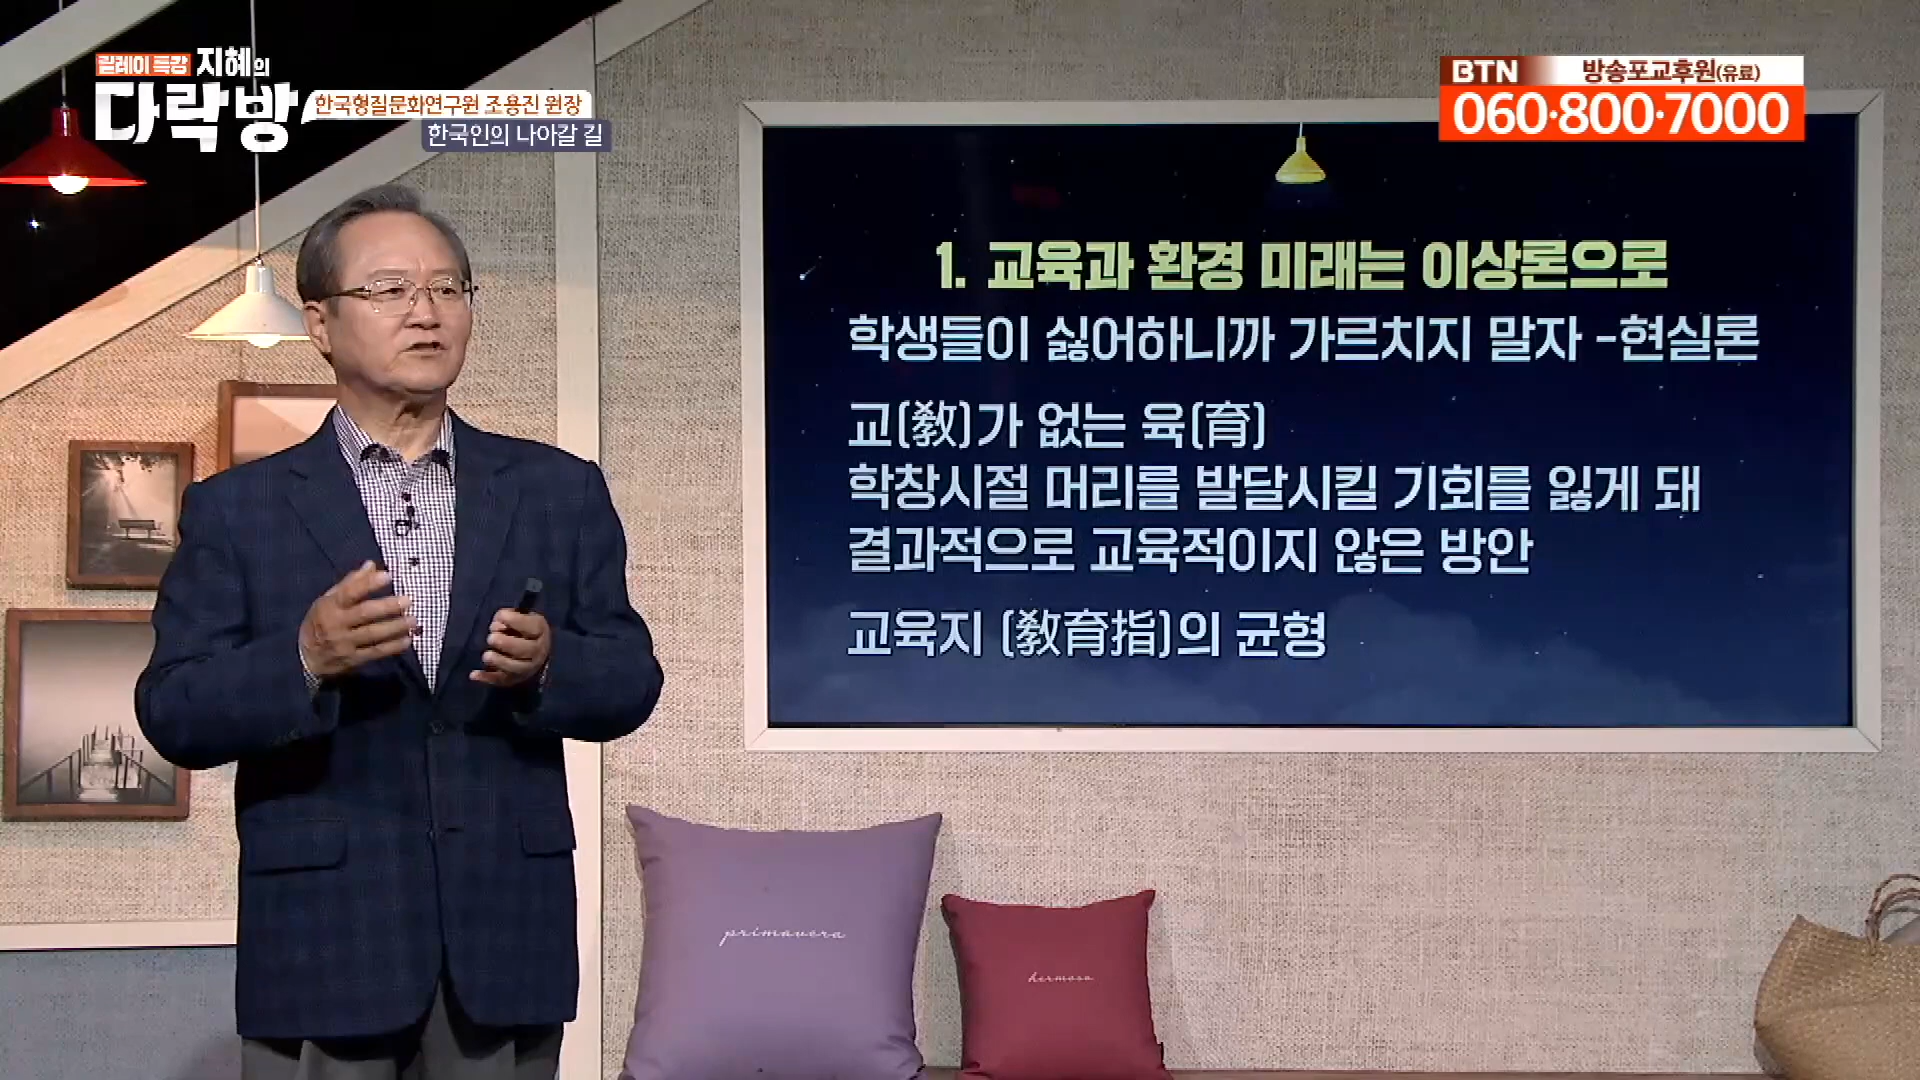 릴레이 특강 지혜의
다락방
한국형질문화연구원 조용진 원장
한국인의 나아갈 길
BTN 방송포교후원(유료)
060·800·7000
1. 교육과 환경 미래는 이상론으로
학생들이 싫어하니까 가르치지 말자 -현실론
교(敎)가 없는 육(育)
학창시절 머리를 발달시킬 기회를 잃게 돼
결과적으로 교육적이지 않은 방안
교육지 (敎育指)의 균형
primavera
hermosa